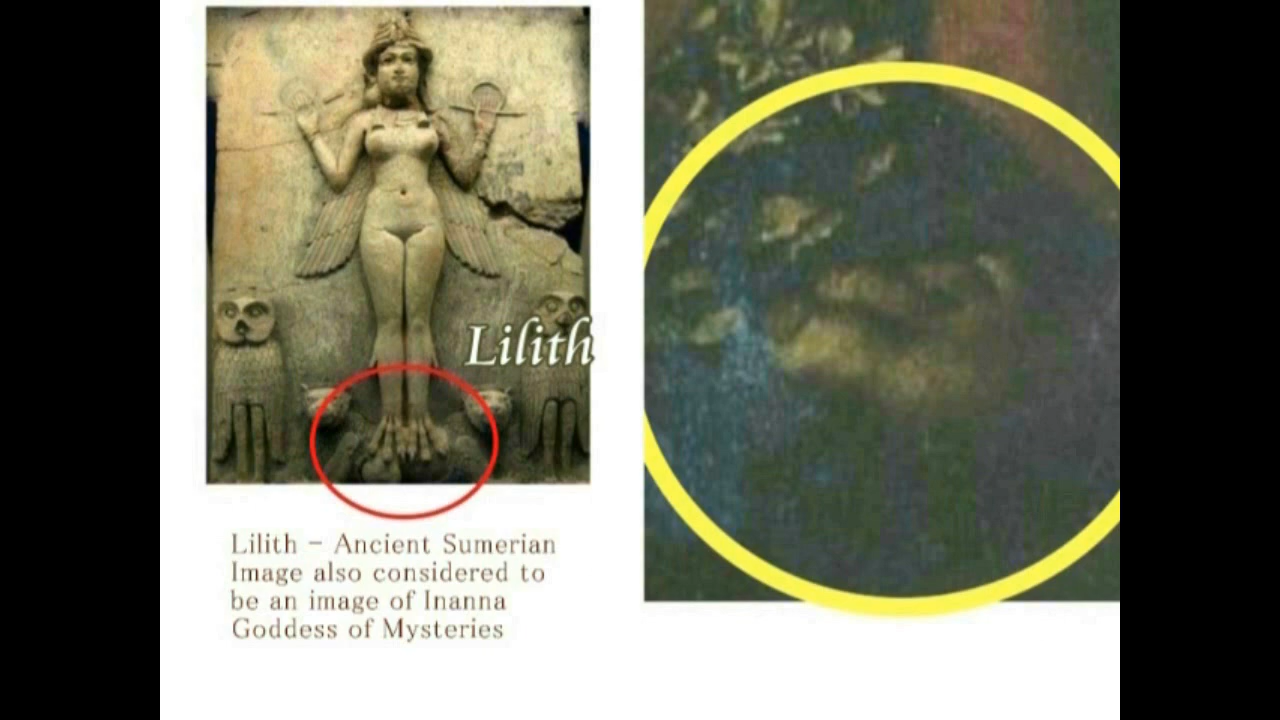 Lilith
Lilith - Ancient Sumerian
Image also considered to
be an image of Inanna
Goddess of Mysteries